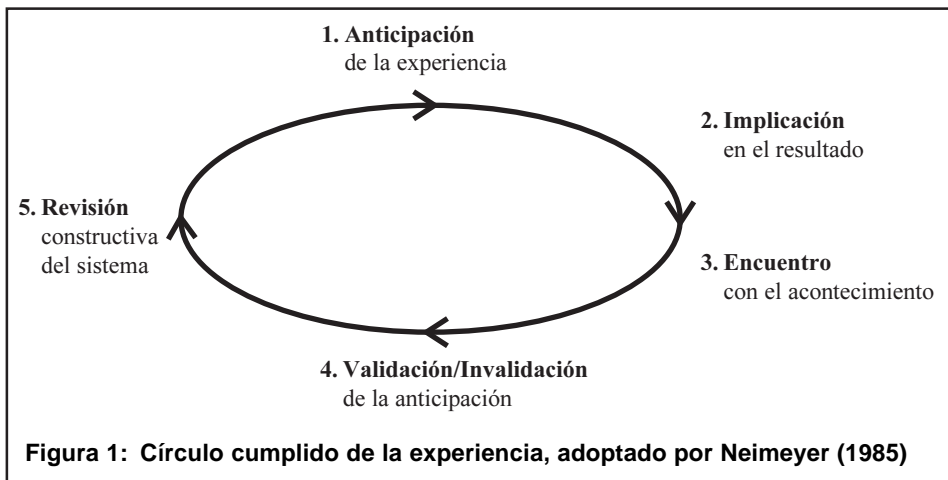 1. Anticipación
de la experiencia
2. Implicación
en el resultado
3. Encuentro
con el acontecimiento
4. Validación/Invalidación
de la anticipación
5. Revisión
constructiva
del sistema
Figura 1: Círculo cumplido de la experiencia, adoptado por Neimeyer (1985)